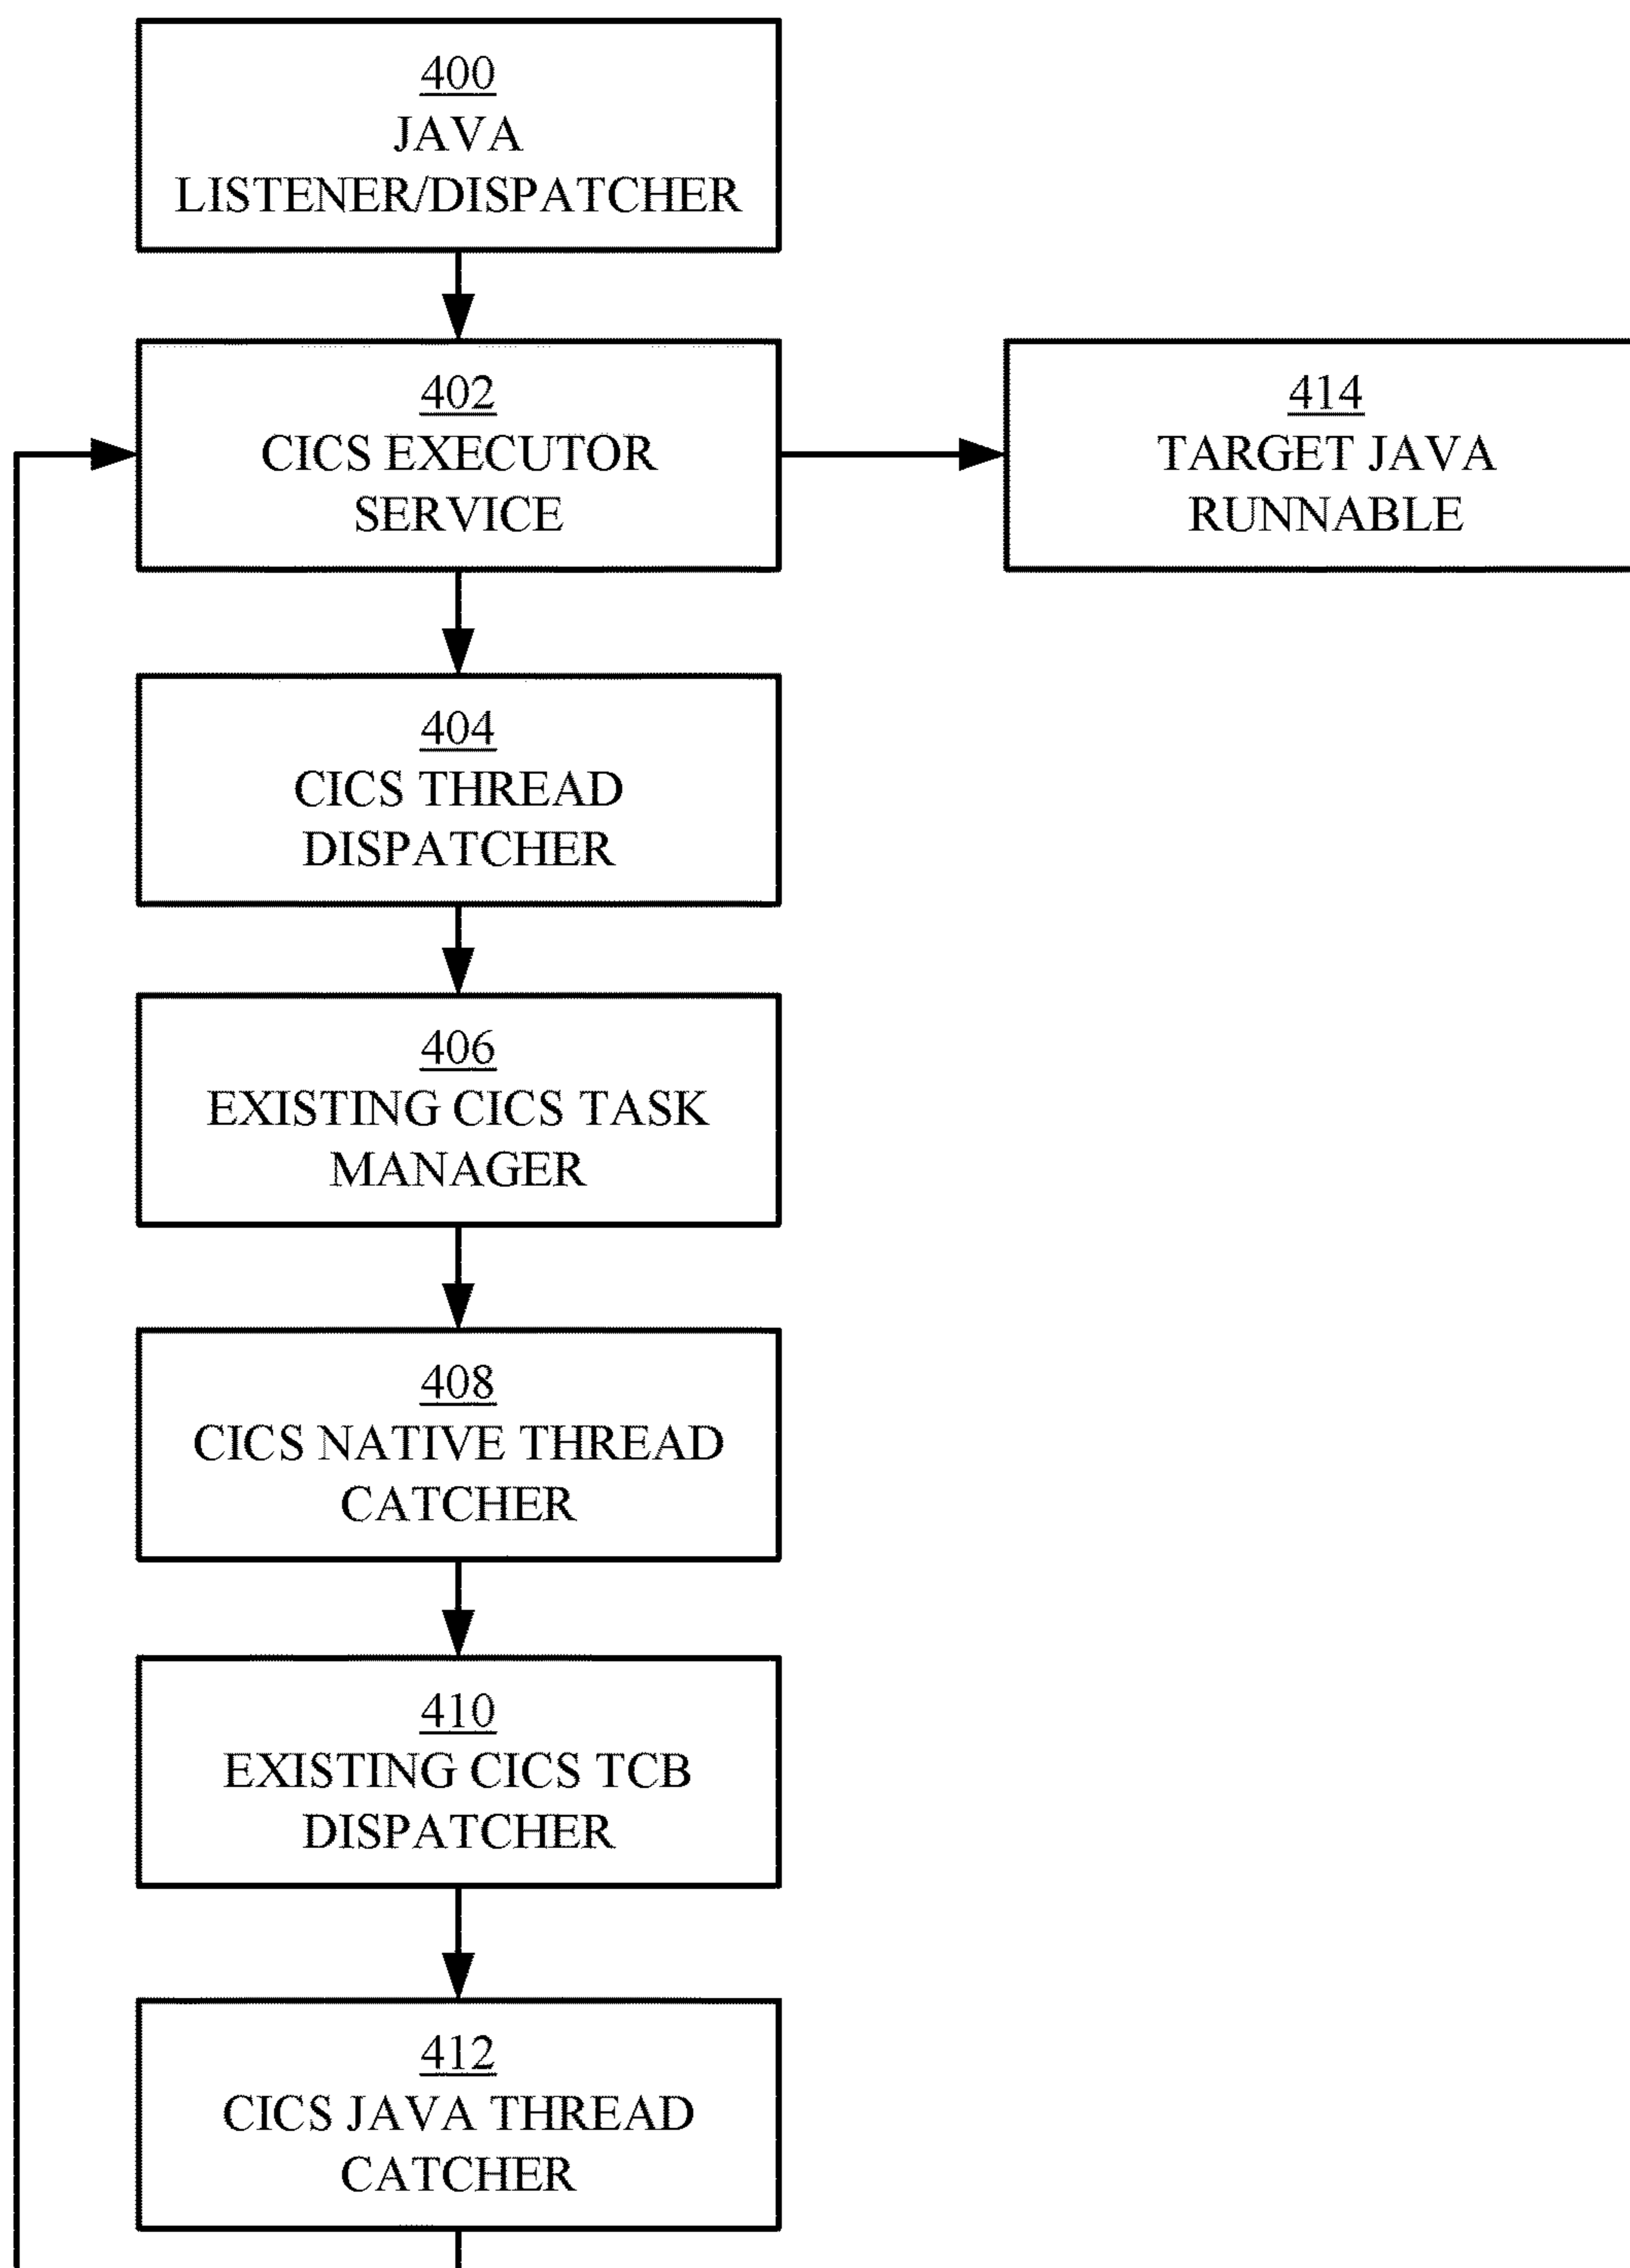 400
JAVA
LISTENER/DISPATCHER
402
CICS EXECUTOR
SERVICE
414
TARGET JAVA
RUNNABLE
404
CICS THREAD
DISPATCHER
406
EXISTING CICS TASK
MANAGER
408
CICS NATIVE THREAD
CATCHER
410
EXISTING CICS TCB
DISPATCHER
412
CICS JAVA THREAD
CATCHER